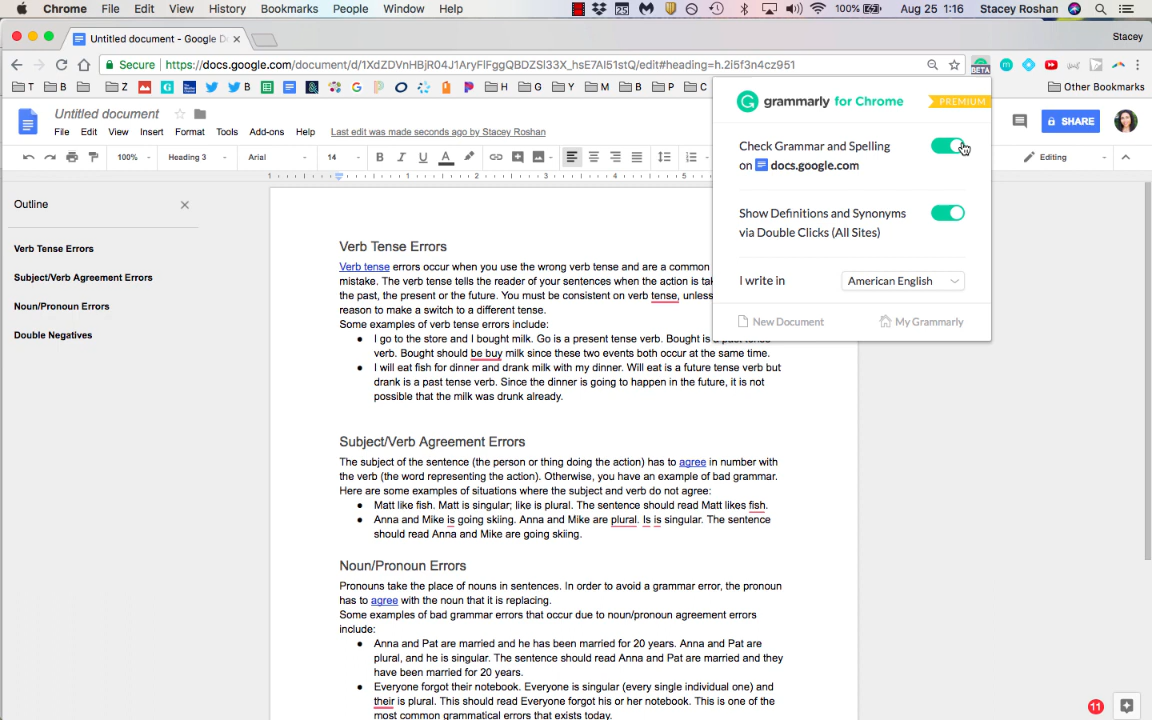 Chrome File Edit View History Bookmarks People Window Help 25 100% Aug 25 1:16 Stacey Roshan
Untitled document - Google D Stacey
Secure https://docs.google.com/document/d/1XdZDVnHBjR04J1AryFlFggQBDZSl33X_hsE7Al51stQ/edit#heading=h.2i5f3n4cz951 BETA
T B Z B H G Y M B P C Other Bookmarks
Untitled document
File Edit View Insert Format Tools Add-ons Help Last edit was made seconds ago by Stacey Roshan SHARE
100% Heading 3 Arial 14 B I U A Editing
grammarly for Chrome PREMIUM
Check Grammar and Spelling
on docs.google.com
Show Definitions and Synonyms
via Double Clicks (All Sites)
I write in American English
New Document My Grammarly
1 1 2 3 4 5
Outline
Verb Tense Errors
Subject/Verb Agreement Errors
Noun/Pronoun Errors
Double Negatives
Verb Tense Errors
Verb tense errors occur when you use the wrong verb tense and are a common
mistake. The verb tense tells the reader of your sentences when the action is
the past, the present or the future. You must be consistent on verb tense, unless
reason to make a switch to a different tense.
Some examples of verb tense errors include:
I go to the store and I bought milk. Go is a present tense verb. Bought is
verb. Bought should be buy milk since these two events both occur at the same time.
I will eat fish for dinner and drank milk with my dinner. Will eat is a future tense verb but
drank is a past tense verb. Since the dinner is going to happen in the future, it is not
possible that the milk was drunk already.
Subject/Verb Agreement Errors
The subject of the sentence (the person or thing doing the action) has to agree in number with
the verb (the word representing the action). Otherwise, you have an example of bad grammar.
Here are some examples of situations where the subject and verb do not agree:
Matt like fish. Matt is singular; like is plural. The sentence should read Matt likes fish.
Anna and Mike is going skiing. Anna and Mike are plural. Is is singular. The sentence
should read Anna and Mike are going skiing.
Noun/Pronoun Errors
Pronouns take the place of nouns in sentences. In order to avoid a grammar error, the pronoun
has to agree with the noun that it is replacing.
Some examples of bad grammar errors that occur due to noun/pronoun agreement errors
include:
Anna and Pat are married and he has been married for 20 years. Anna and Pat are
plural, and he is singular. The sentence should read Anna and Pat are married and they
have been married for 20 years.
Everyone forgot their notebook. Everyone is singular (every single individual one) and
their is plural. This should read Everyone forgot his or her notebook. This is one of the
most common grammatical errors that exists today.
11